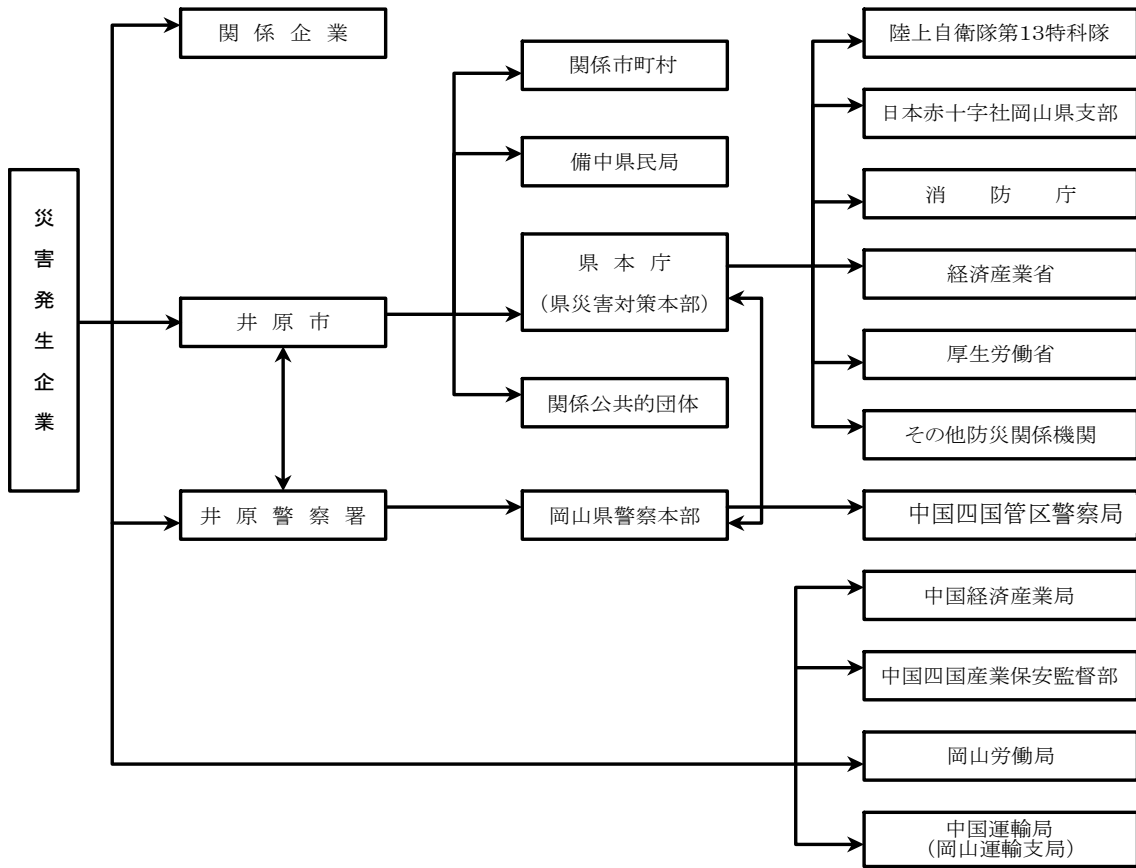 災害発生企業
関係企業
井原市
井原警察署
関係市町村
備中県民局
県本庁
（県災害対策本部）
関係公共的団体
岡山県警察本部
陸上自衛隊第13特科隊
日本赤十字社岡山県支部
消防庁
経済産業省
厚生労働省
その他防災関係機関
中国四国管区警察局
中国経済産業局
中国四国産業保安監督部
岡山労働局
中国運輸局
（岡山運輸支局）